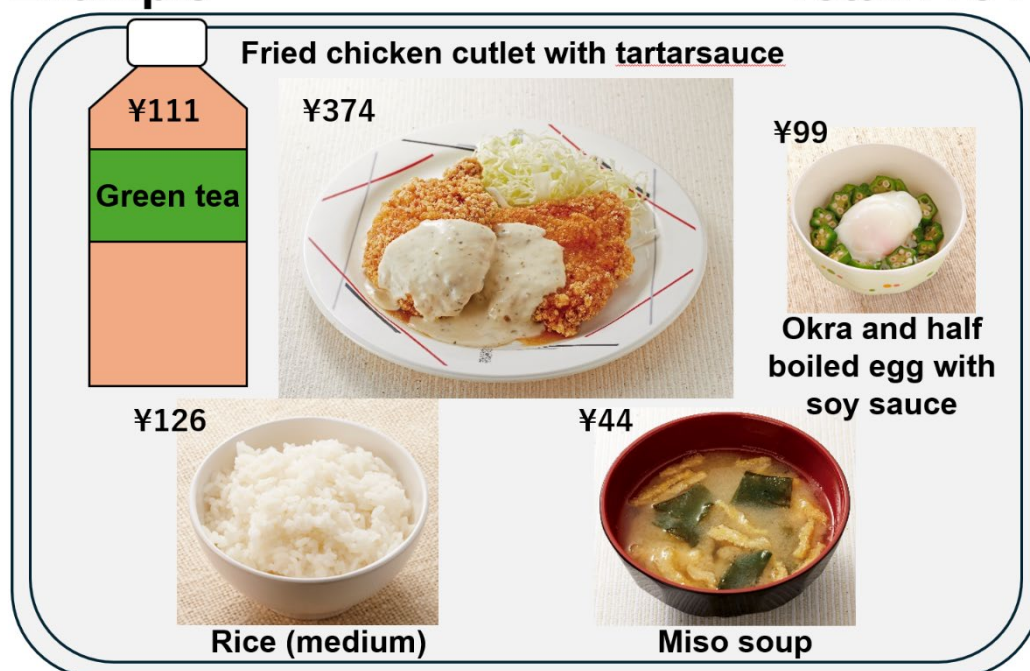 Fried chicken cutlet with tartarsauce
¥111
Green tea
¥374
¥99
Okra and half
boiled egg with
soy sauce
¥126
Rice (medium)
¥44
Miso soup